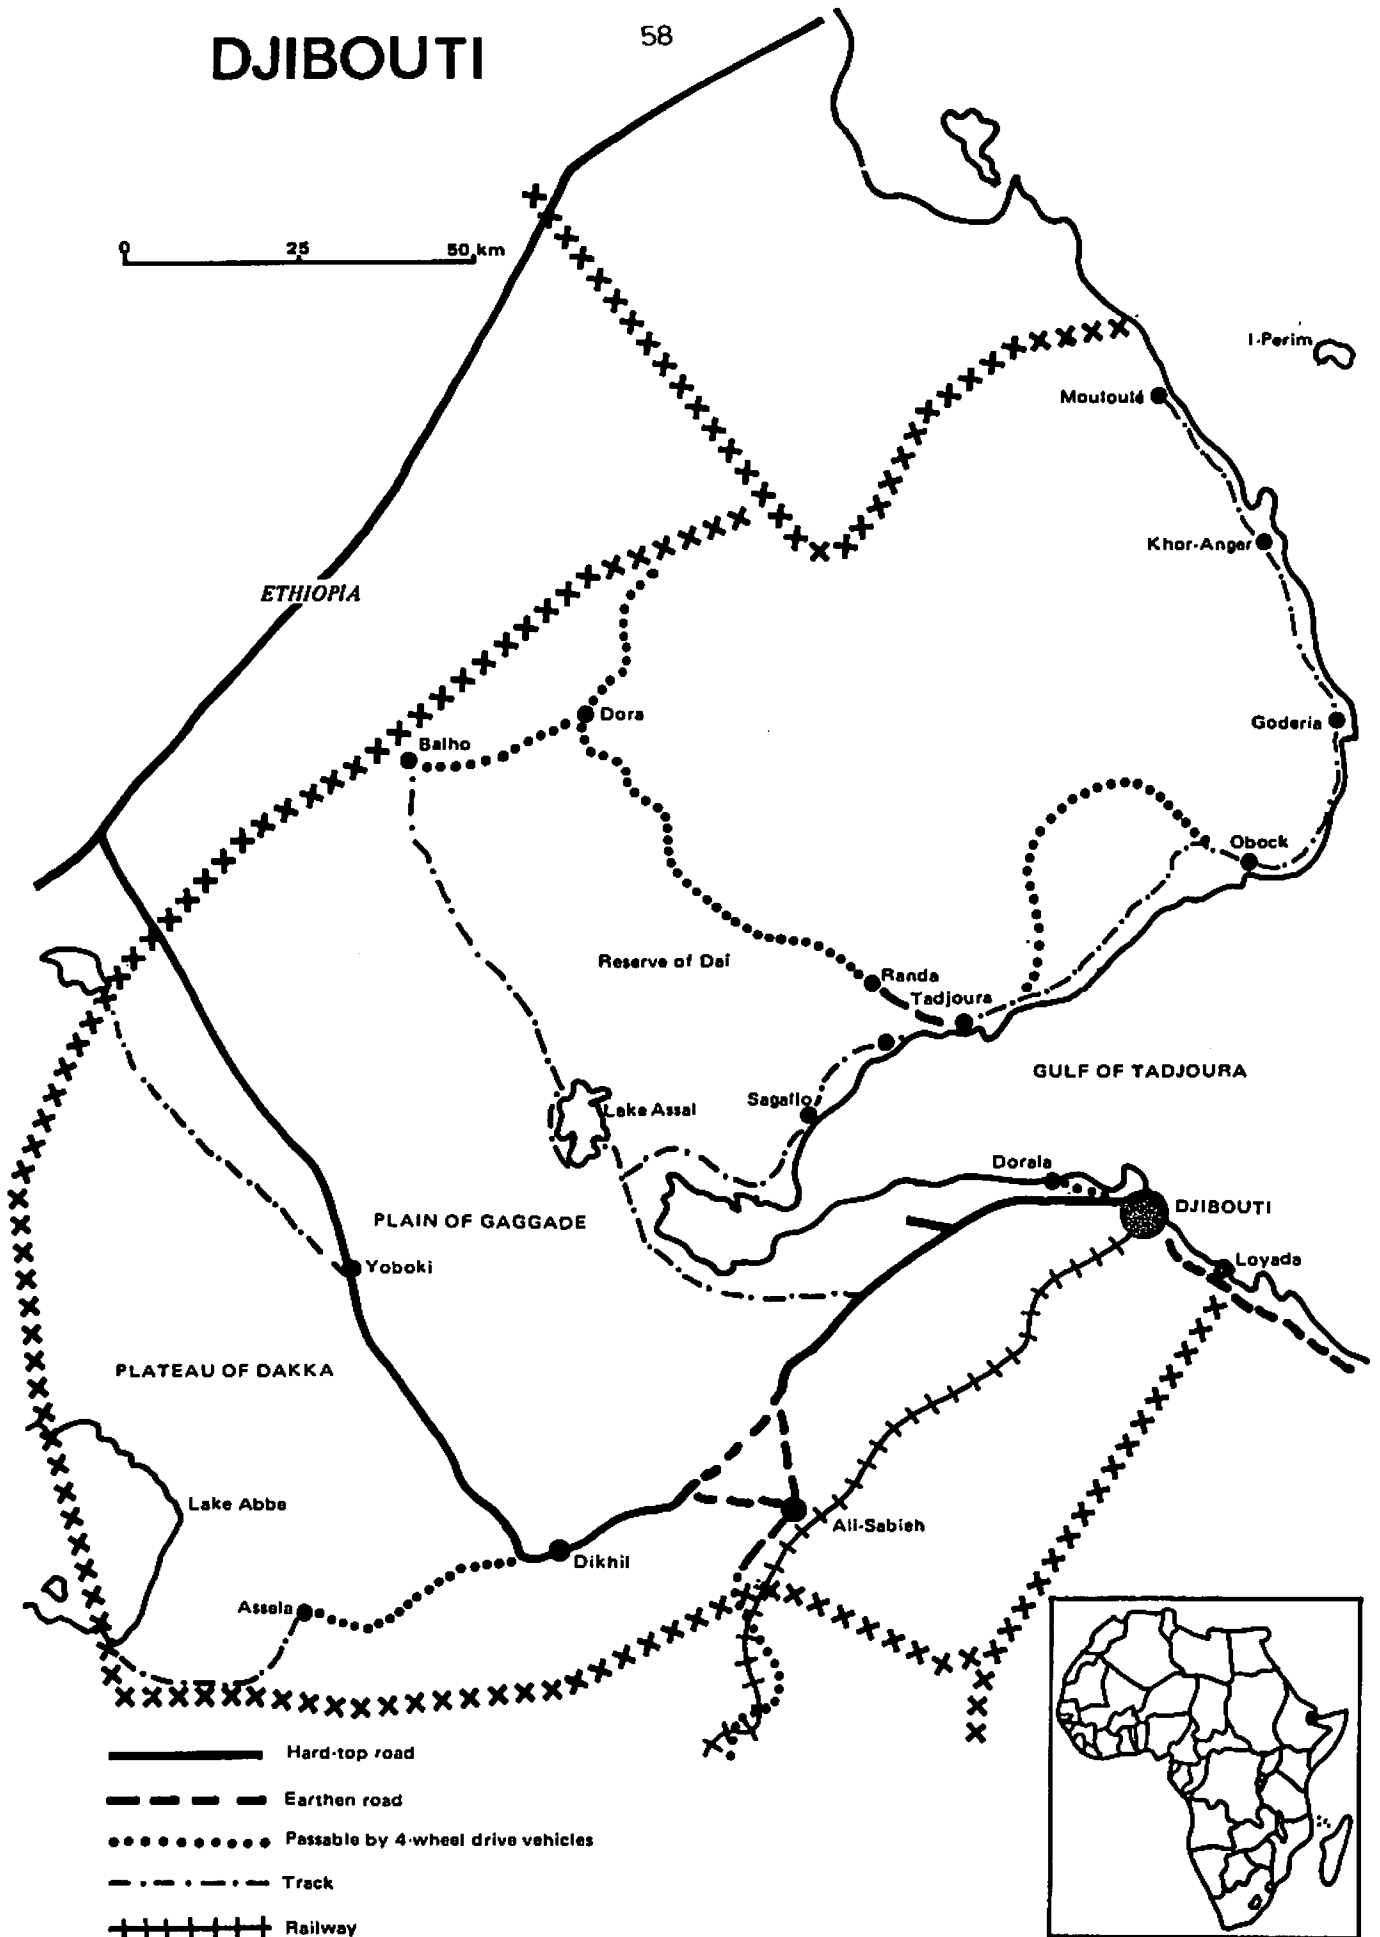 DJIBOUTI
58
0 25 50 km
I-Perim
Mouloulé
Khor-Angar
ETHIOPIA
Dora
Goderia
Balho
Obock
Reserve of Daï
Randa
Tadjoura
GULF OF TADJOURA
Sagallo
Lake Assal
Dorala
DJIBOUTI
PLAIN OF GAGGADE
Loyada
Yoboki
PLATEAU OF DAKKA
Lake Abbe
Ali-Sabieh
Dikhil
Assela
Hard-top road
Earthen road
Passable by 4-wheel drive vehicles
Track
Railway